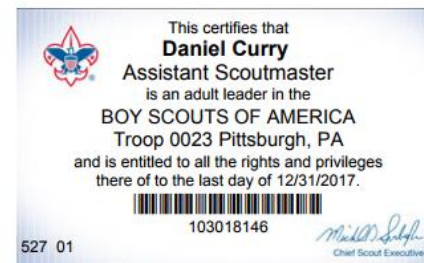 This certifies that
Daniel Curry
Assistant Scoutmaster
is an adult leader in the
BOY SCOUTS OF AMERICA
Troop 0023 Pittsburgh, PA
and is entitled to all the rights and privileges
there of to the last day of 12/31/2017.
103018146
527 01
Chief Scout Executive